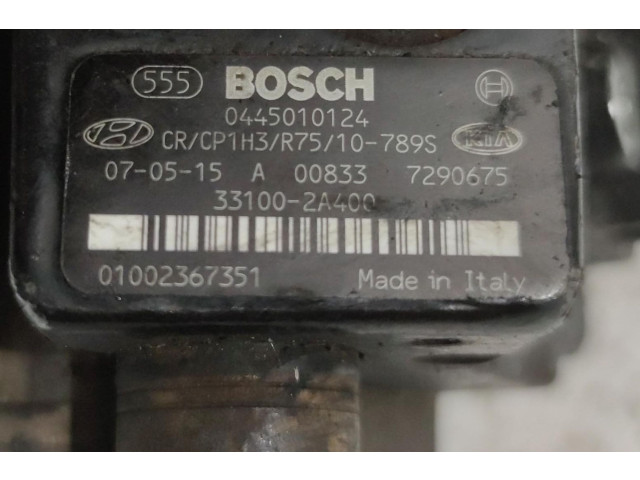 555 BOSCH
0445010124
CR/CP1H3/R75/10-789S KIA
07-05-15 A 00833 7290675
33100-2A400
01002367351 Made in Italy